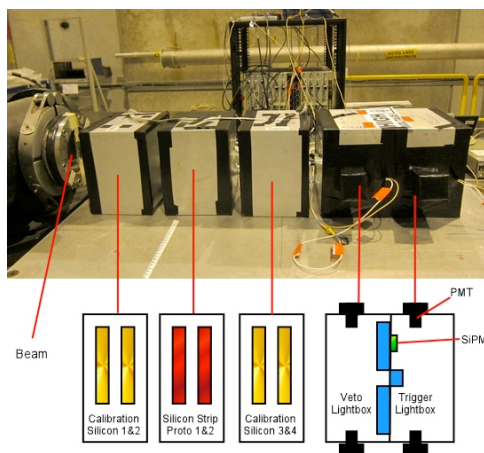 PMT
SiPM
Beam
Calibration
Silicon 1&2
Silicon Strip
Proto 1&2
Calibration
Silicon 3&4
Veto
Lightbox
Trigger
Lightbox